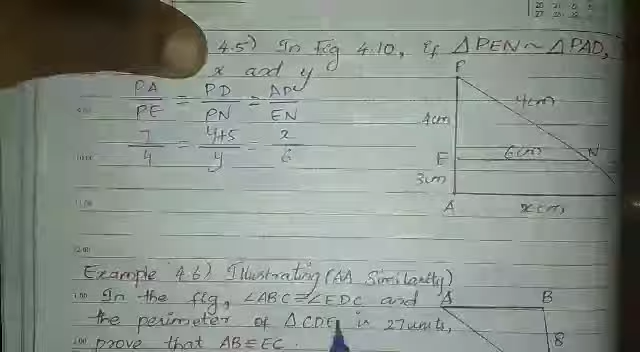 4.5) In Fig 4.10, if ΔPEN ~ ΔPAD,
x and y
PA/PE = PD/PN = AD/EN
7/4 = y+5/y = x/6
P
4cm
4cm
E
6cm
N
3cm
A
x cm
Example 4.6) Illustrating (AA Similarity)
In the fig, ∠ABC ≡ ∠EDC and
the perimeter of ΔCDE is 27 units,
prove that AB ≡ EC.
A
B
8